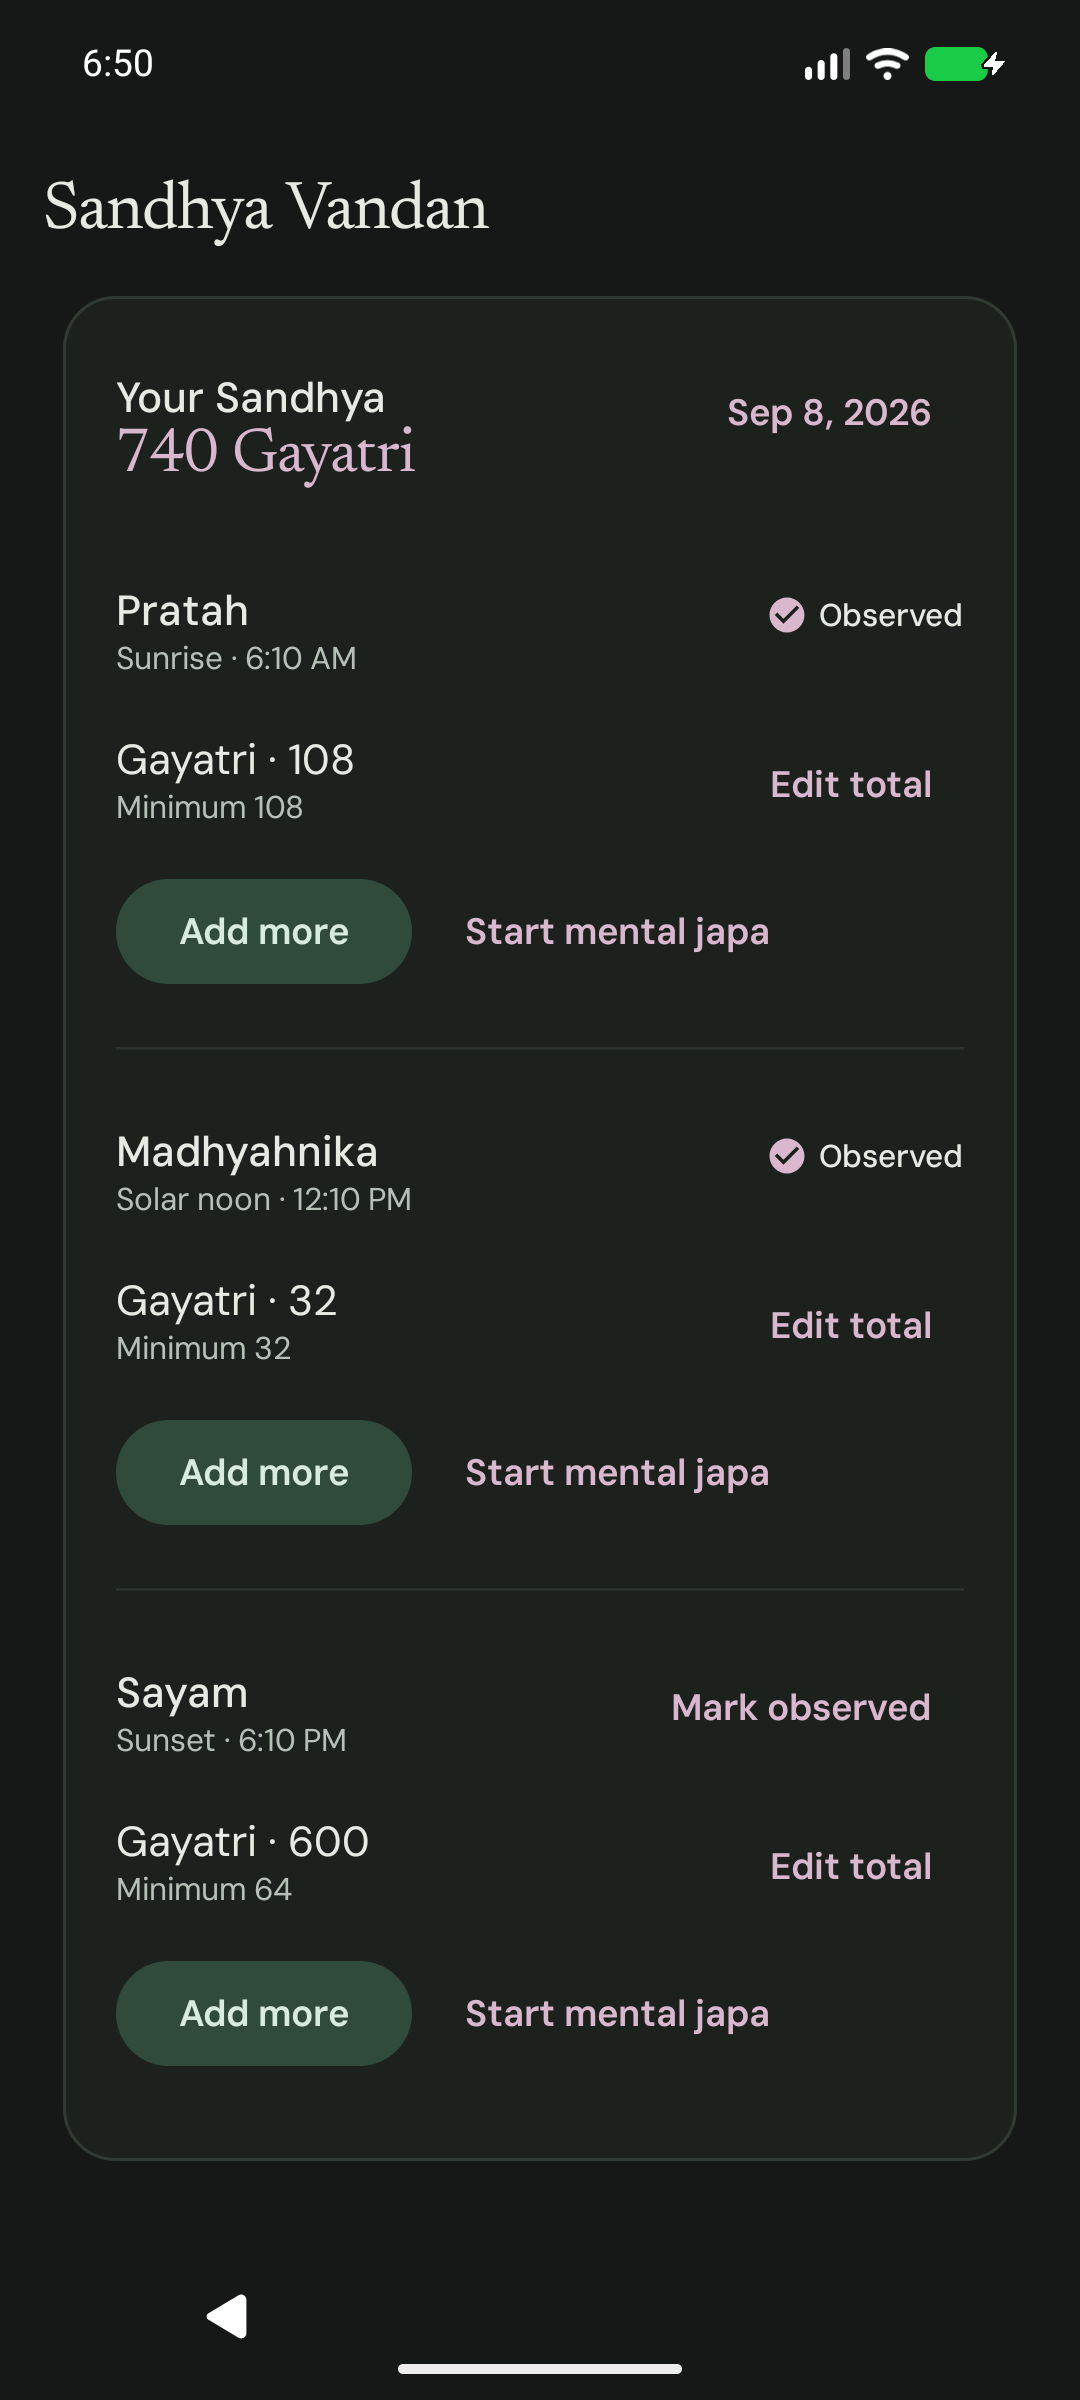 6:50
Sandhya Vandan
Your Sandhya
740 Gayatri
Sep 8, 2026
Pratah
Observed
Sunrise · 6:10 AM
Gayatri · 108
Minimum 108
Edit total
Add more
Start mental japa
Madhyahnika
Observed
Solar noon · 12:10 PM
Gayatri · 32
Minimum 32
Edit total
Add more
Start mental japa
Sayam
Mark observed
Sunset · 6:10 PM
Gayatri · 600
Minimum 64
Edit total
Add more
Start mental japa